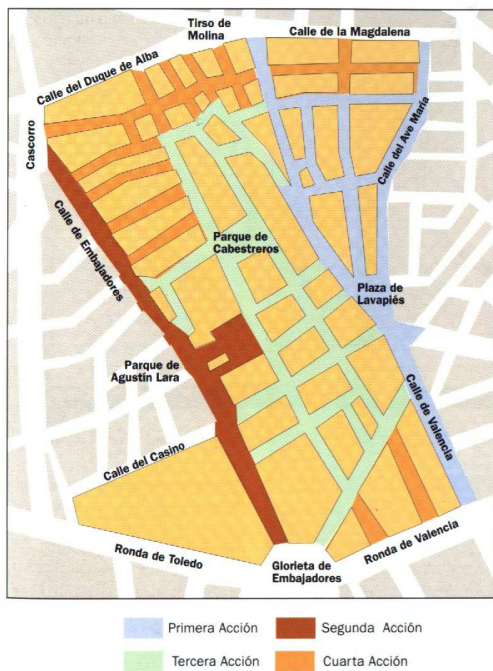 Tirso de
Molina
Calle de la Magdalena
Calle del Duque de Alba
Cascorro
Calle del Ave María
Calle de Embajadores
Parque de
Cabestreros
Plaza de
Lavapiés
Parque de
Agustín Lara
Calle de Valencia
Calle del Casino
Ronda de Toledo
Glorieta de
Embajadores
Ronda de Valencia
Primera Acción
Segunda Acción
Tercera Acción
Cuarta Acción